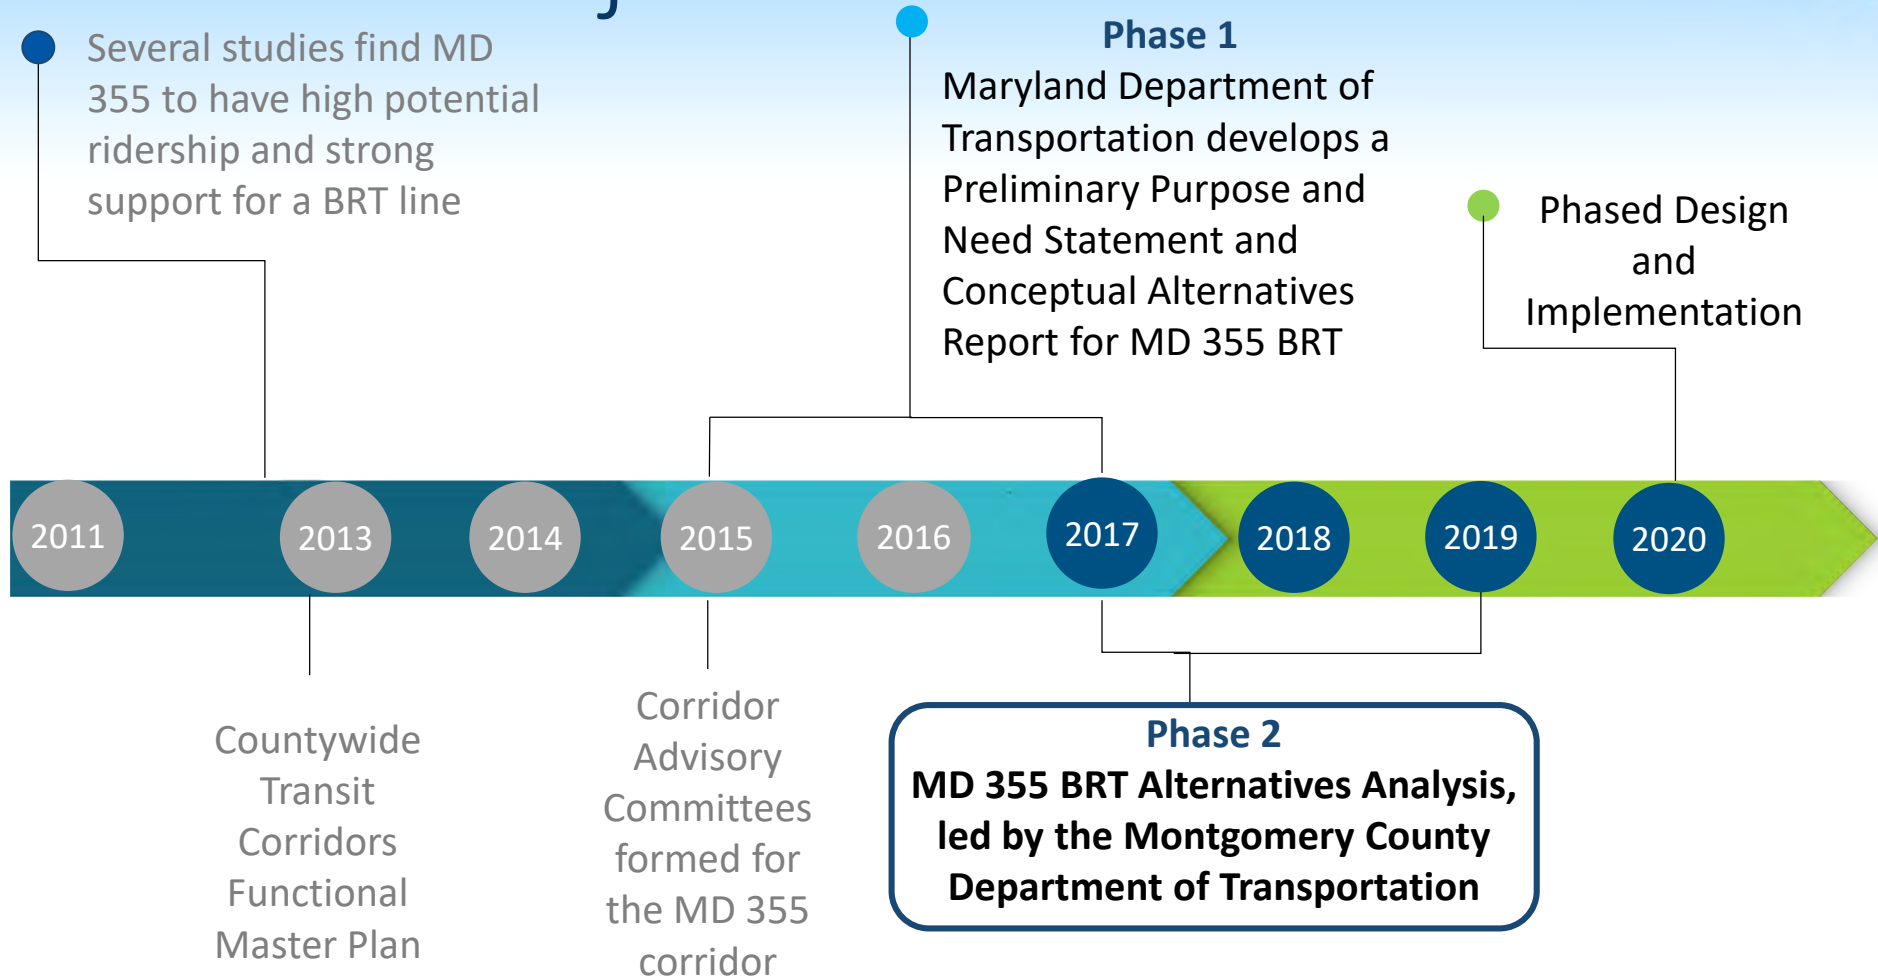 Several studies find MD
355 to have high potential
ridership and strong
support for a BRT line
Phase 1
Maryland Department of
Transportation develops a
Preliminary Purpose and
Need Statement and
Conceptual Alternatives
Report for MD 355 BRT
Phased Design
and
Implementation
2011
2013
2014
2015
2016
2017
2018
2019
2020
Countywide
Transit
Corridors
Functional
Master Plan
Corridor
Advisory
Committees
formed for
the MD 355
corridor
Phase 2
MD 355 BRT Alternatives Analysis,
led by the Montgomery County
Department of Transportation